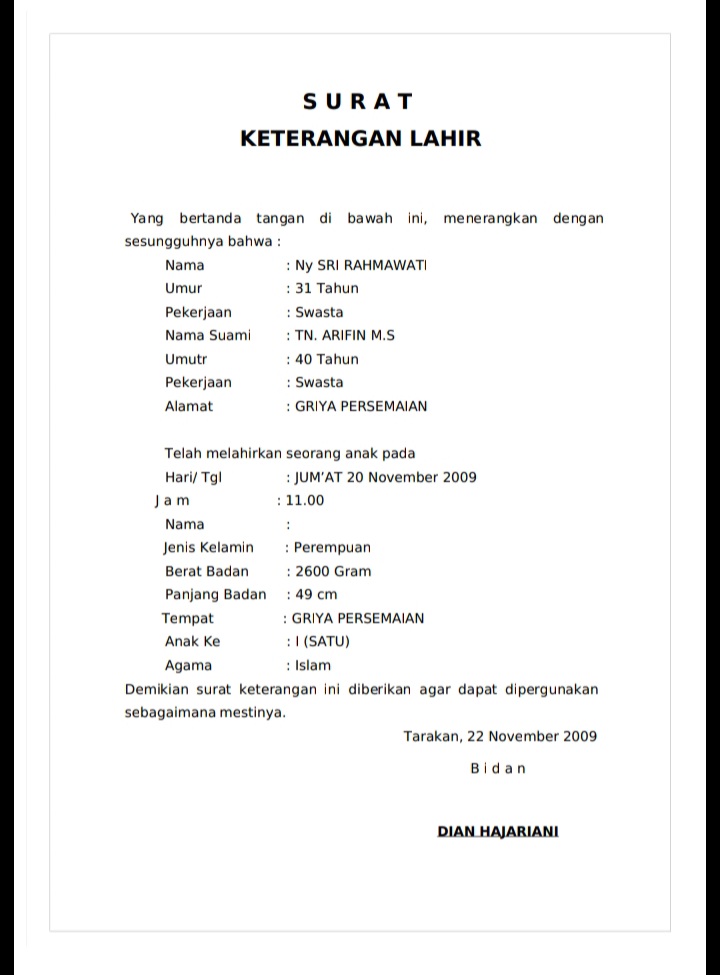 S U R A T
KETERANGAN LAHIR
Yang bertanda tangan di bawah ini, menerangkan dengan
sesungguhnya bahwa :
Nama : Ny SRI RAHMAWATI
Umur : 31 Tahun
Pekerjaan : Swasta
Nama Suami : TN. ARIFIN M.S
Umutr : 40 Tahun
Pekerjaan : Swasta
Alamat : GRIYA PERSEMAIAN
Telah melahirkan seorang anak pada
Hari/ Tgl : JUM’AT 20 November 2009
J a m : 11.00
Nama :
Jenis Kelamin : Perempuan
Berat Badan : 2600 Gram
Panjang Badan : 49 cm
Tempat : GRIYA PERSEMAIAN
Anak Ke : I (SATU)
Agama : Islam
Demikian surat keterangan ini diberikan agar dapat dipergunakan
sebagaimana mestinya.
Tarakan, 22 November 2009
B i d a n
DIAN HAJARIANI